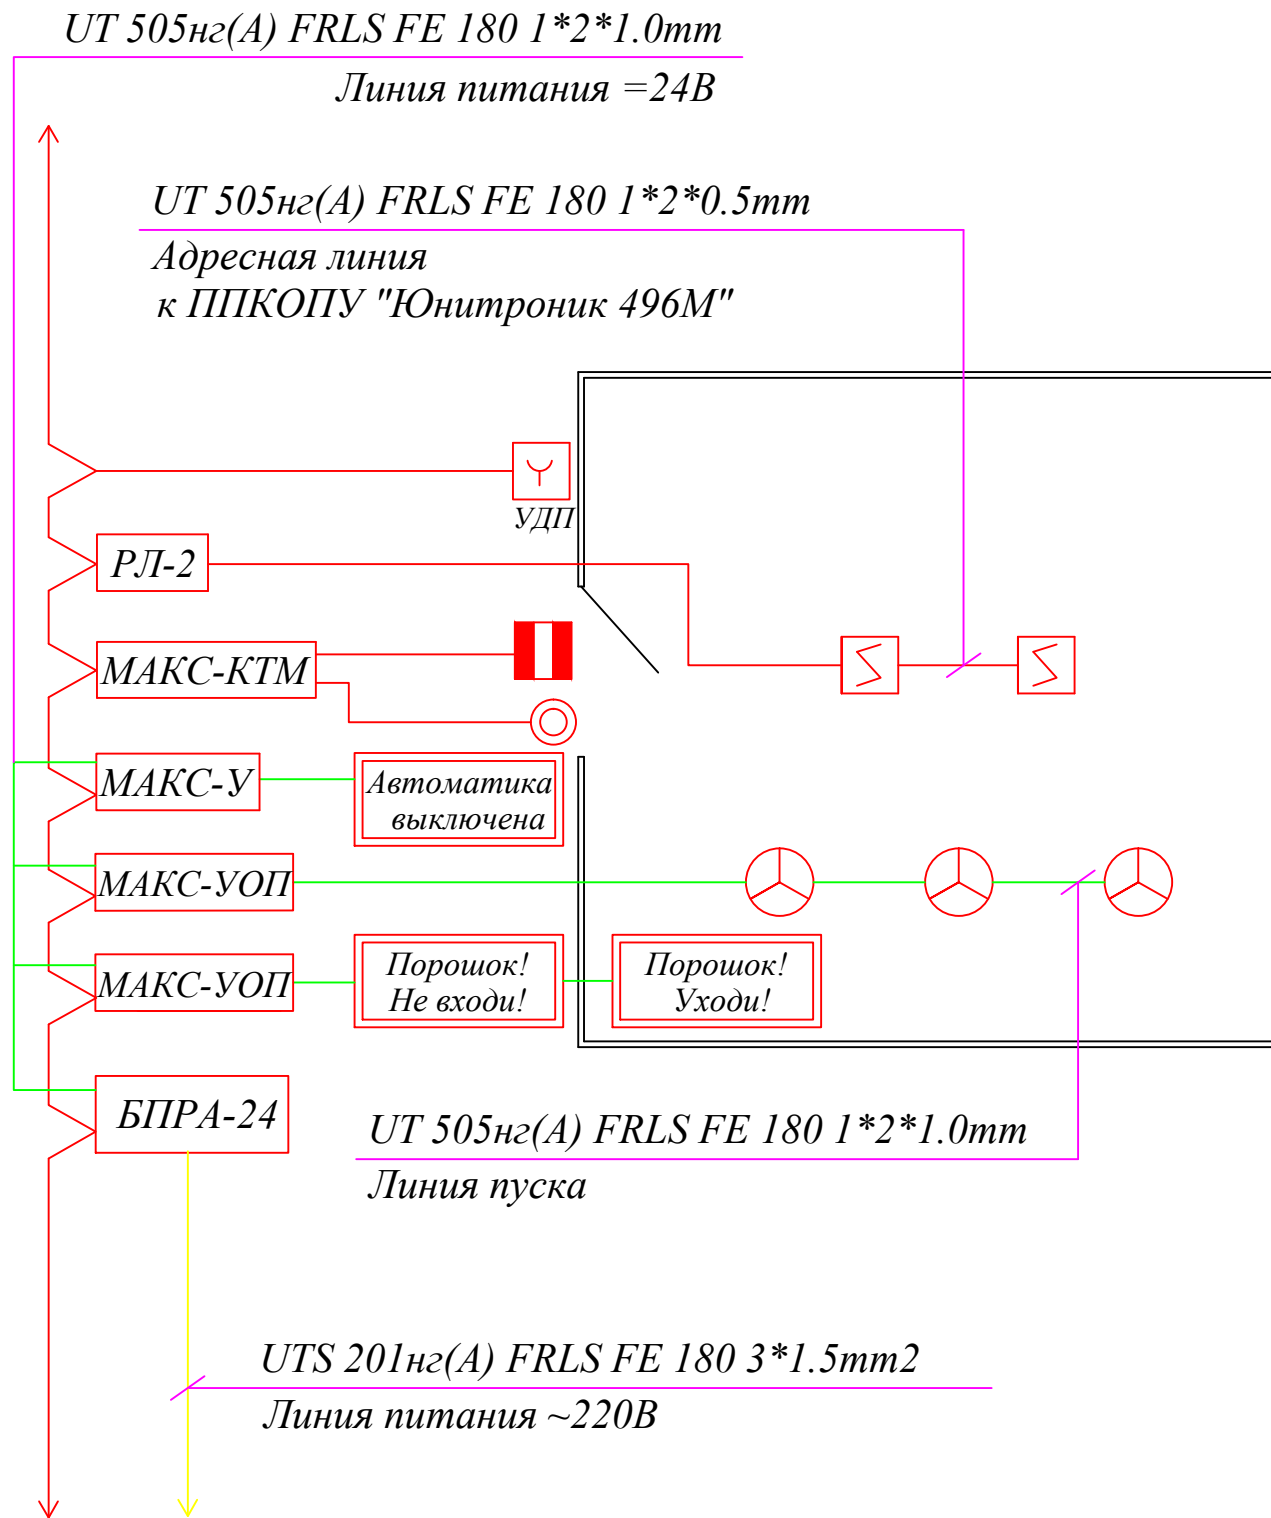 UT 505нг(А) FRLS FE 180 1*2*1.0mm
Линия питания =24В
UT 505нг(А) FRLS FE 180 1*2*0.5mm
Адресная линия
к ППКОПУ "Юнитроник 496М"
УДП
РЛ-2
МАКС-КТМ
МАКС-У
Автоматика
выключена
МАКС-УОП
МАКС-УОП
Порошок!
Не входи!
Порошок!
Уходи!
БПРА-24
UT 505нг(А) FRLS FE 180 1*2*1.0mm
Линия пуска
UTS 201нг(А) FRLS FE 180 3*1.5mm2
Линия питания ~220В